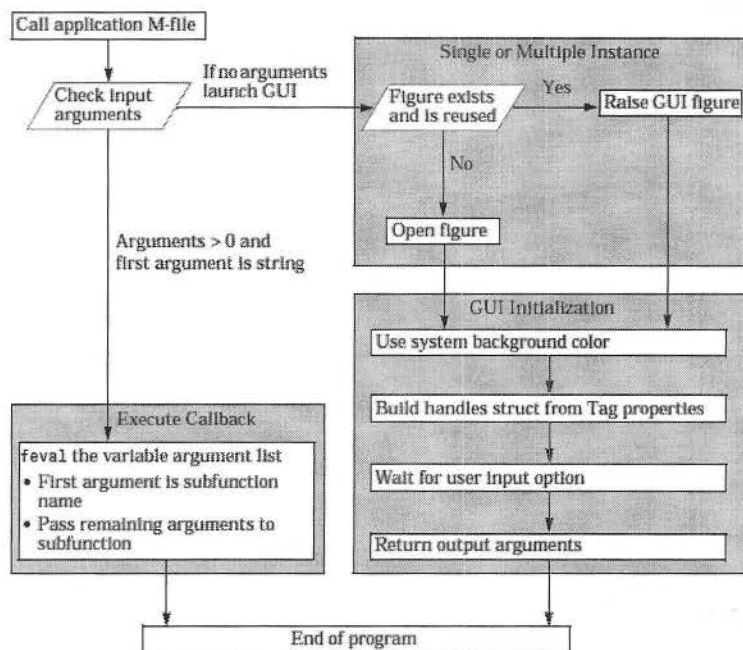 Call application M-file
Check input
arguments
If no arguments
launch GUI
Single or Multiple Instance
Figure exists
and is reused
Yes
Raise GUI figure
No
Open figure
Arguments > 0 and
first argument is string
GUI Initialization
Use system background color
Build handles struct from Tag properties
Wait for user input option
Return output arguments
Execute Callback
feval the variable argument list
• First argument is subfunction
name
• Pass remaining arguments to
subfunction
End of program